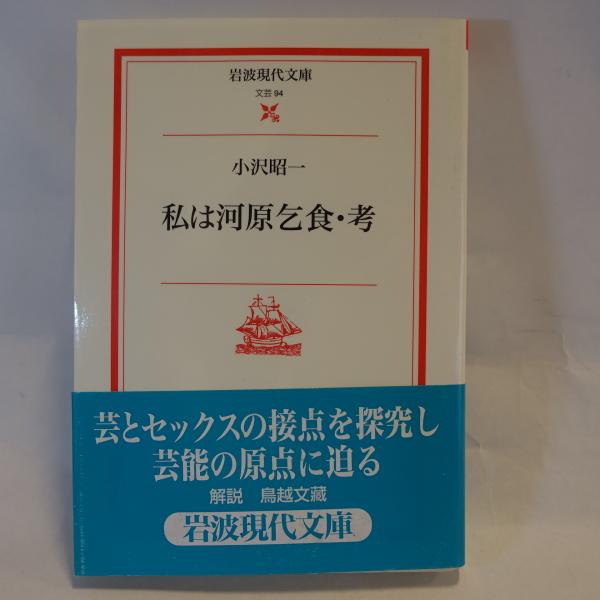 岩波現代文庫
文芸 94
小沢昭一
私は河原乞食・考
芸とセックスの接点を探究し
芸能の原点に迫る
解説 鳥越文藏
岩波現代文庫